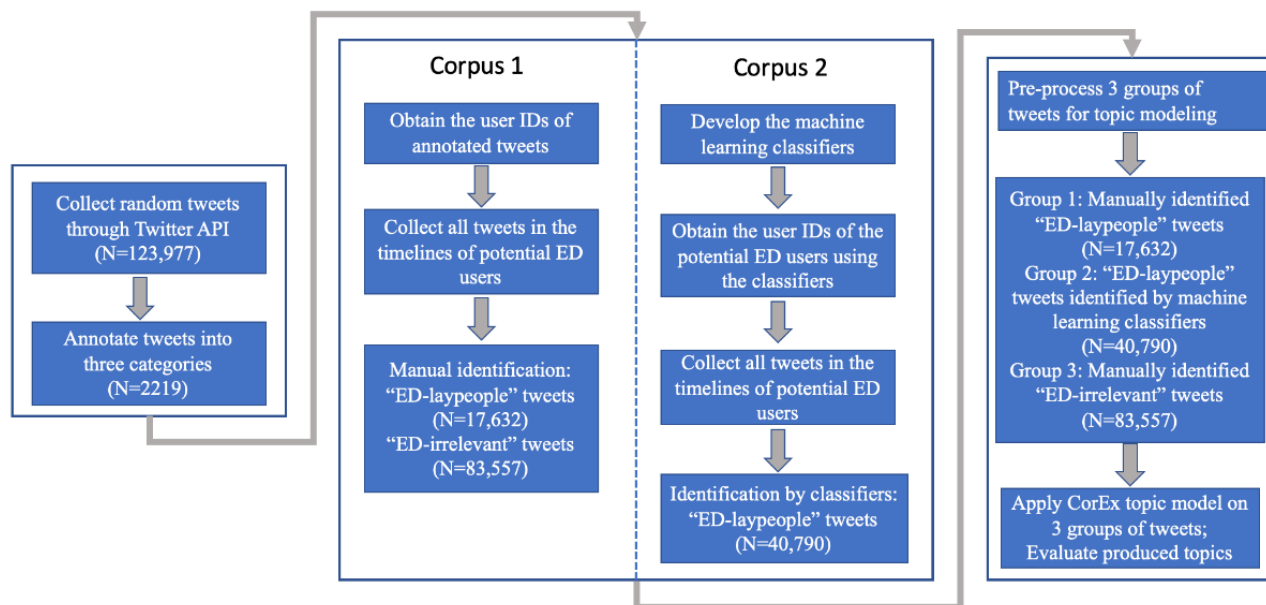 Collect random tweets
through Twitter API
(N=123,977)
Annotate tweets into
three categories
(N=2219)
Corpus 1
Obtain the user IDs of
annotated tweets
Collect all tweets in the
timelines of potential ED
users
Manual identification:
“ED-laypeople” tweets
(N=17,632)
“ED-irrelevant” tweets
(N=83,557)
Corpus 2
Develop the machine
learning classifiers
Obtain the user IDs of the
potential ED users using
the classifiers
Collect all tweets in the
timelines of potential ED
users
Identification by classifiers:
“ED-laypeople” tweets
(N=40,790)
Pre-process 3 groups of
tweets for topic modeling
Group 1: Manually identified
“ED-laypeople” tweets
(N=17,632)
Group 2: “ED-laypeople”
tweets identified by machine
learning classifiers
(N=40,790)
Group 3: Manually identified
“ED-irrelevant” tweets
(N=83,557)
Apply CorEx topic model on
3 groups of tweets;
Evaluate produced topics